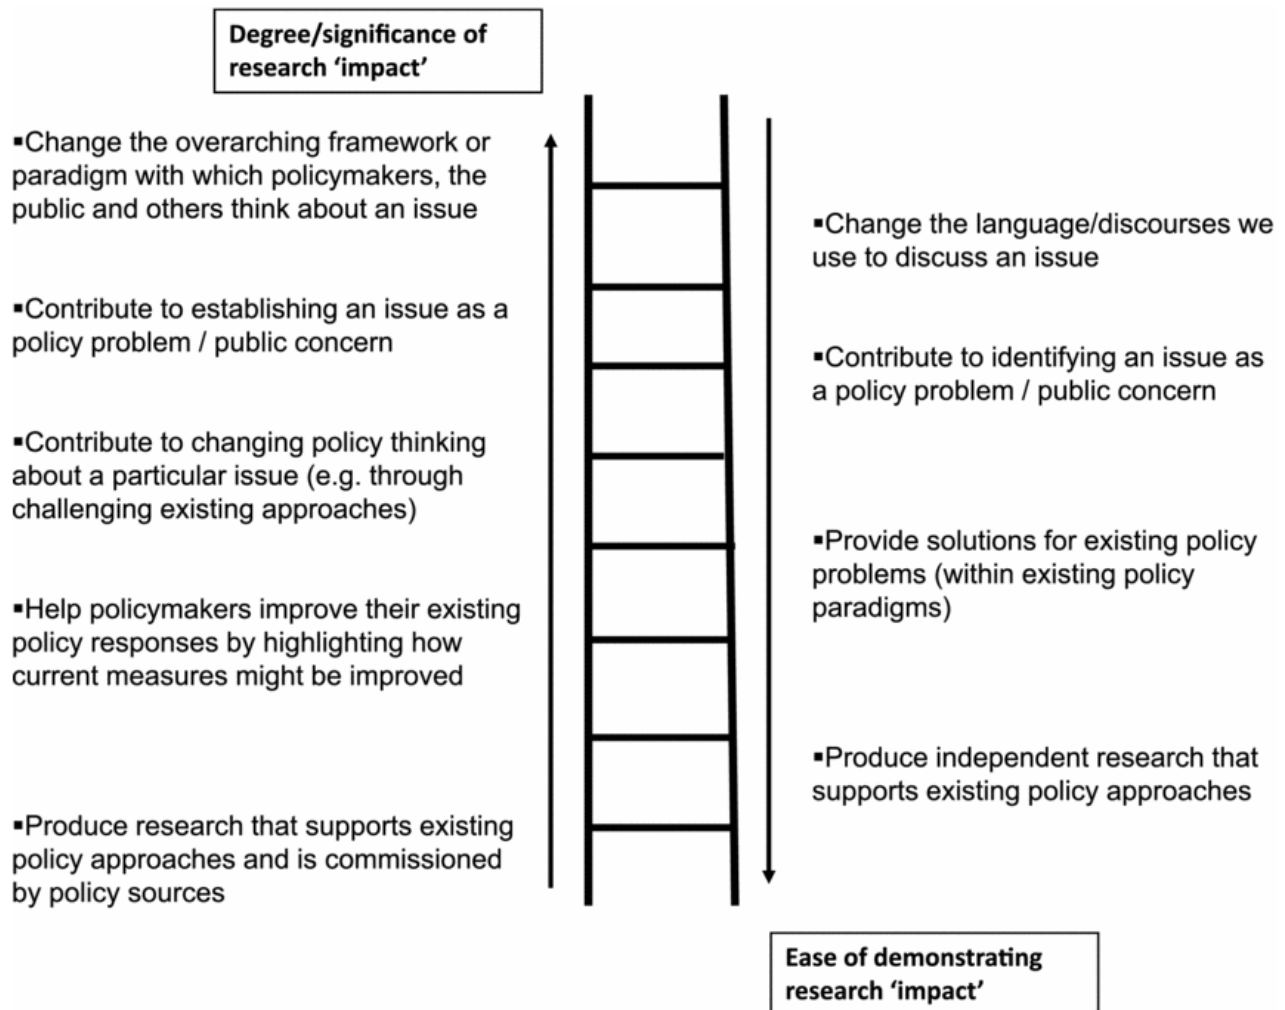 Degree/significance of
research ‘impact’
▪Change the overarching framework or
paradigm with which policymakers, the
public and others think about an issue
▪Contribute to establishing an issue as a
policy problem / public concern
▪Contribute to changing policy thinking
about a particular issue (e.g. through
challenging existing approaches)
▪Help policymakers improve their existing
policy responses by highlighting how
current measures might be improved
▪Produce research that supports existing
policy approaches and is commissioned
by policy sources
▪Change the language/discourses we
use to discuss an issue
▪Contribute to identifying an issue as
a policy problem / public concern
▪Provide solutions for existing policy
problems (within existing policy
paradigms)
▪Produce independent research that
supports existing policy approaches
Ease of demonstrating
research ‘impact’